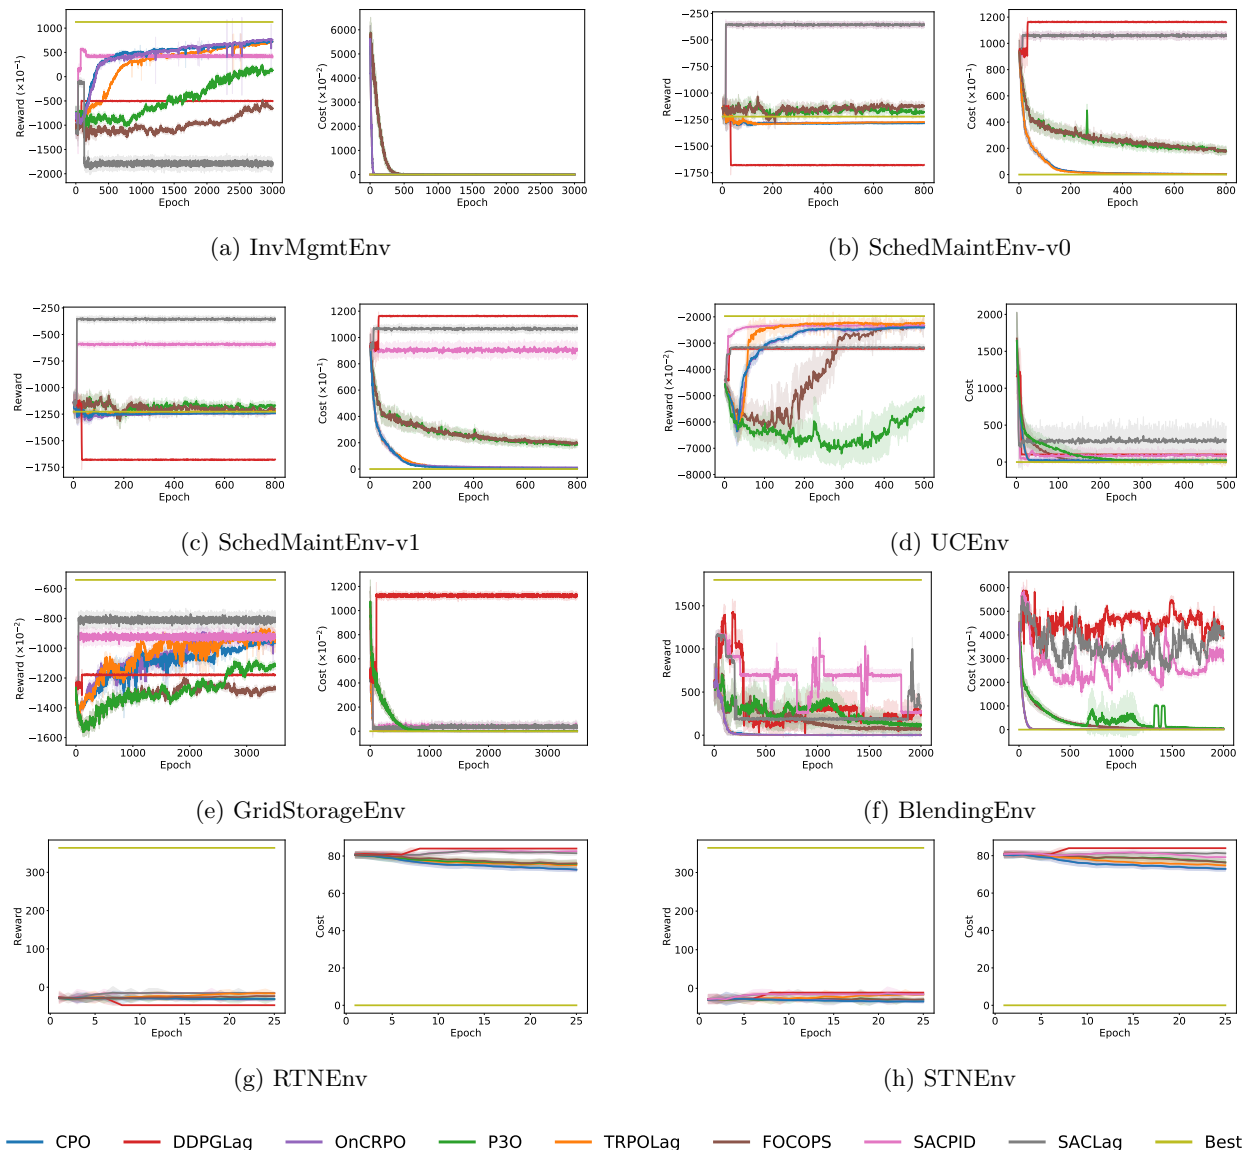 1000
500
0
−500
−1000
−1500
−2000
Reward (×10⁻¹)
0 500 1000 1500 2000 2500 3000
Epoch
6000
5000
4000
3000
2000
1000
0
Cost (×10⁻²)
0 500 1000 1500 2000 2500 3000
Epoch
(a) InvMgmtEnv
−250
−500
−750
−1000
−1250
−1500
−1750
Reward
0 200 400 600 800
Epoch
1200
1000
800
600
400
200
0
Cost (×10⁻¹)
0 200 400 600 800
Epoch
(b) SchedMaintEnv-v0
−250
−500
−750
−1000
−1250
−1500
−1750
Reward
0 200 400 600 800
Epoch
1200
1000
800
600
400
200
0
Cost (×10⁻¹)
0 200 400 600 800
Epoch
(c) SchedMaintEnv-v1
−2000
−3000
−4000
−5000
−6000
−7000
−8000
Reward (×10⁻²)
0 100 200 300 400 500
Epoch
2000
1500
1000
500
0
Cost
0 100 200 300 400 500
Epoch
(d) UCEnv
−600
−800
−1000
−1200
−1400
−1600
Reward (×10⁻²)
0 1000 2000 3000
Epoch
1200
1000
800
600
400
200
0
Cost (×10⁻²)
0 1000 2000 3000
Epoch
(e) GridStorageEnv
1500
1000
500
0
Reward
0 500 1000 1500 2000
Epoch
6000
5000
4000
3000
2000
1000
0
Cost (×10⁻¹)
0 500 1000 1500 2000
Epoch
(f) BlendingEnv
300
200
100
0
Reward
0 5 10 15 20 25
Epoch
80
60
40
20
0
Cost
0 5 10 15 20 25
Epoch
(g) RTNEnv
300
200
100
0
Reward
0 5 10 15 20 25
Epoch
80
60
40
20
0
Cost
0 5 10 15 20 25
Epoch
(h) STNEnv
CPO DDPGLag OnCRPO P3O TRPOLag FOCOPS SACPID SACLag Best